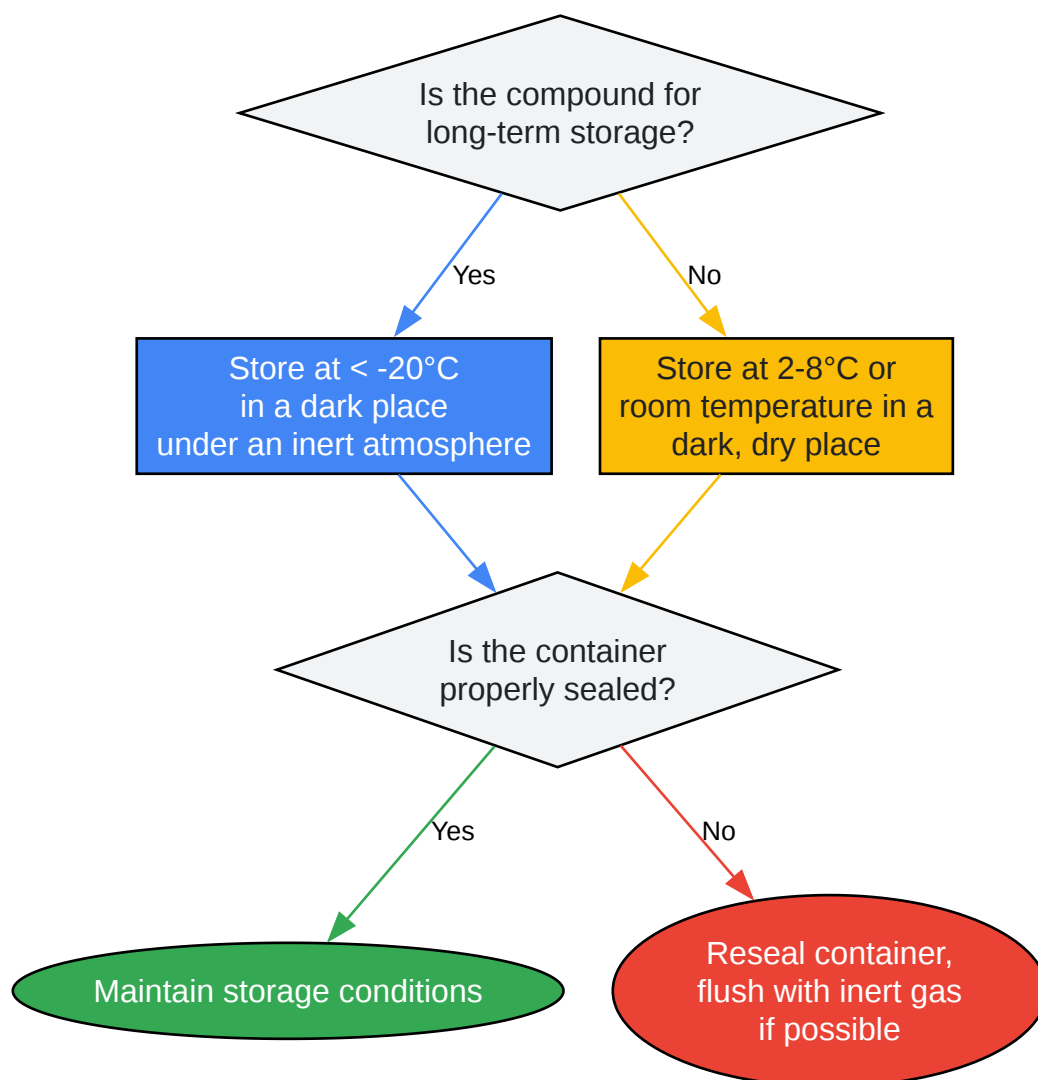 Is the compound for
long-term storage?
Yes
No
Store at < -20°C
in a dark place
under an inert atmosphere
Store at 2-8°C or
room temperature in a
dark, dry place
Is the container
properly sealed?
Yes
No
Maintain storage conditions
Reseal container,
flush with inert gas
if possible